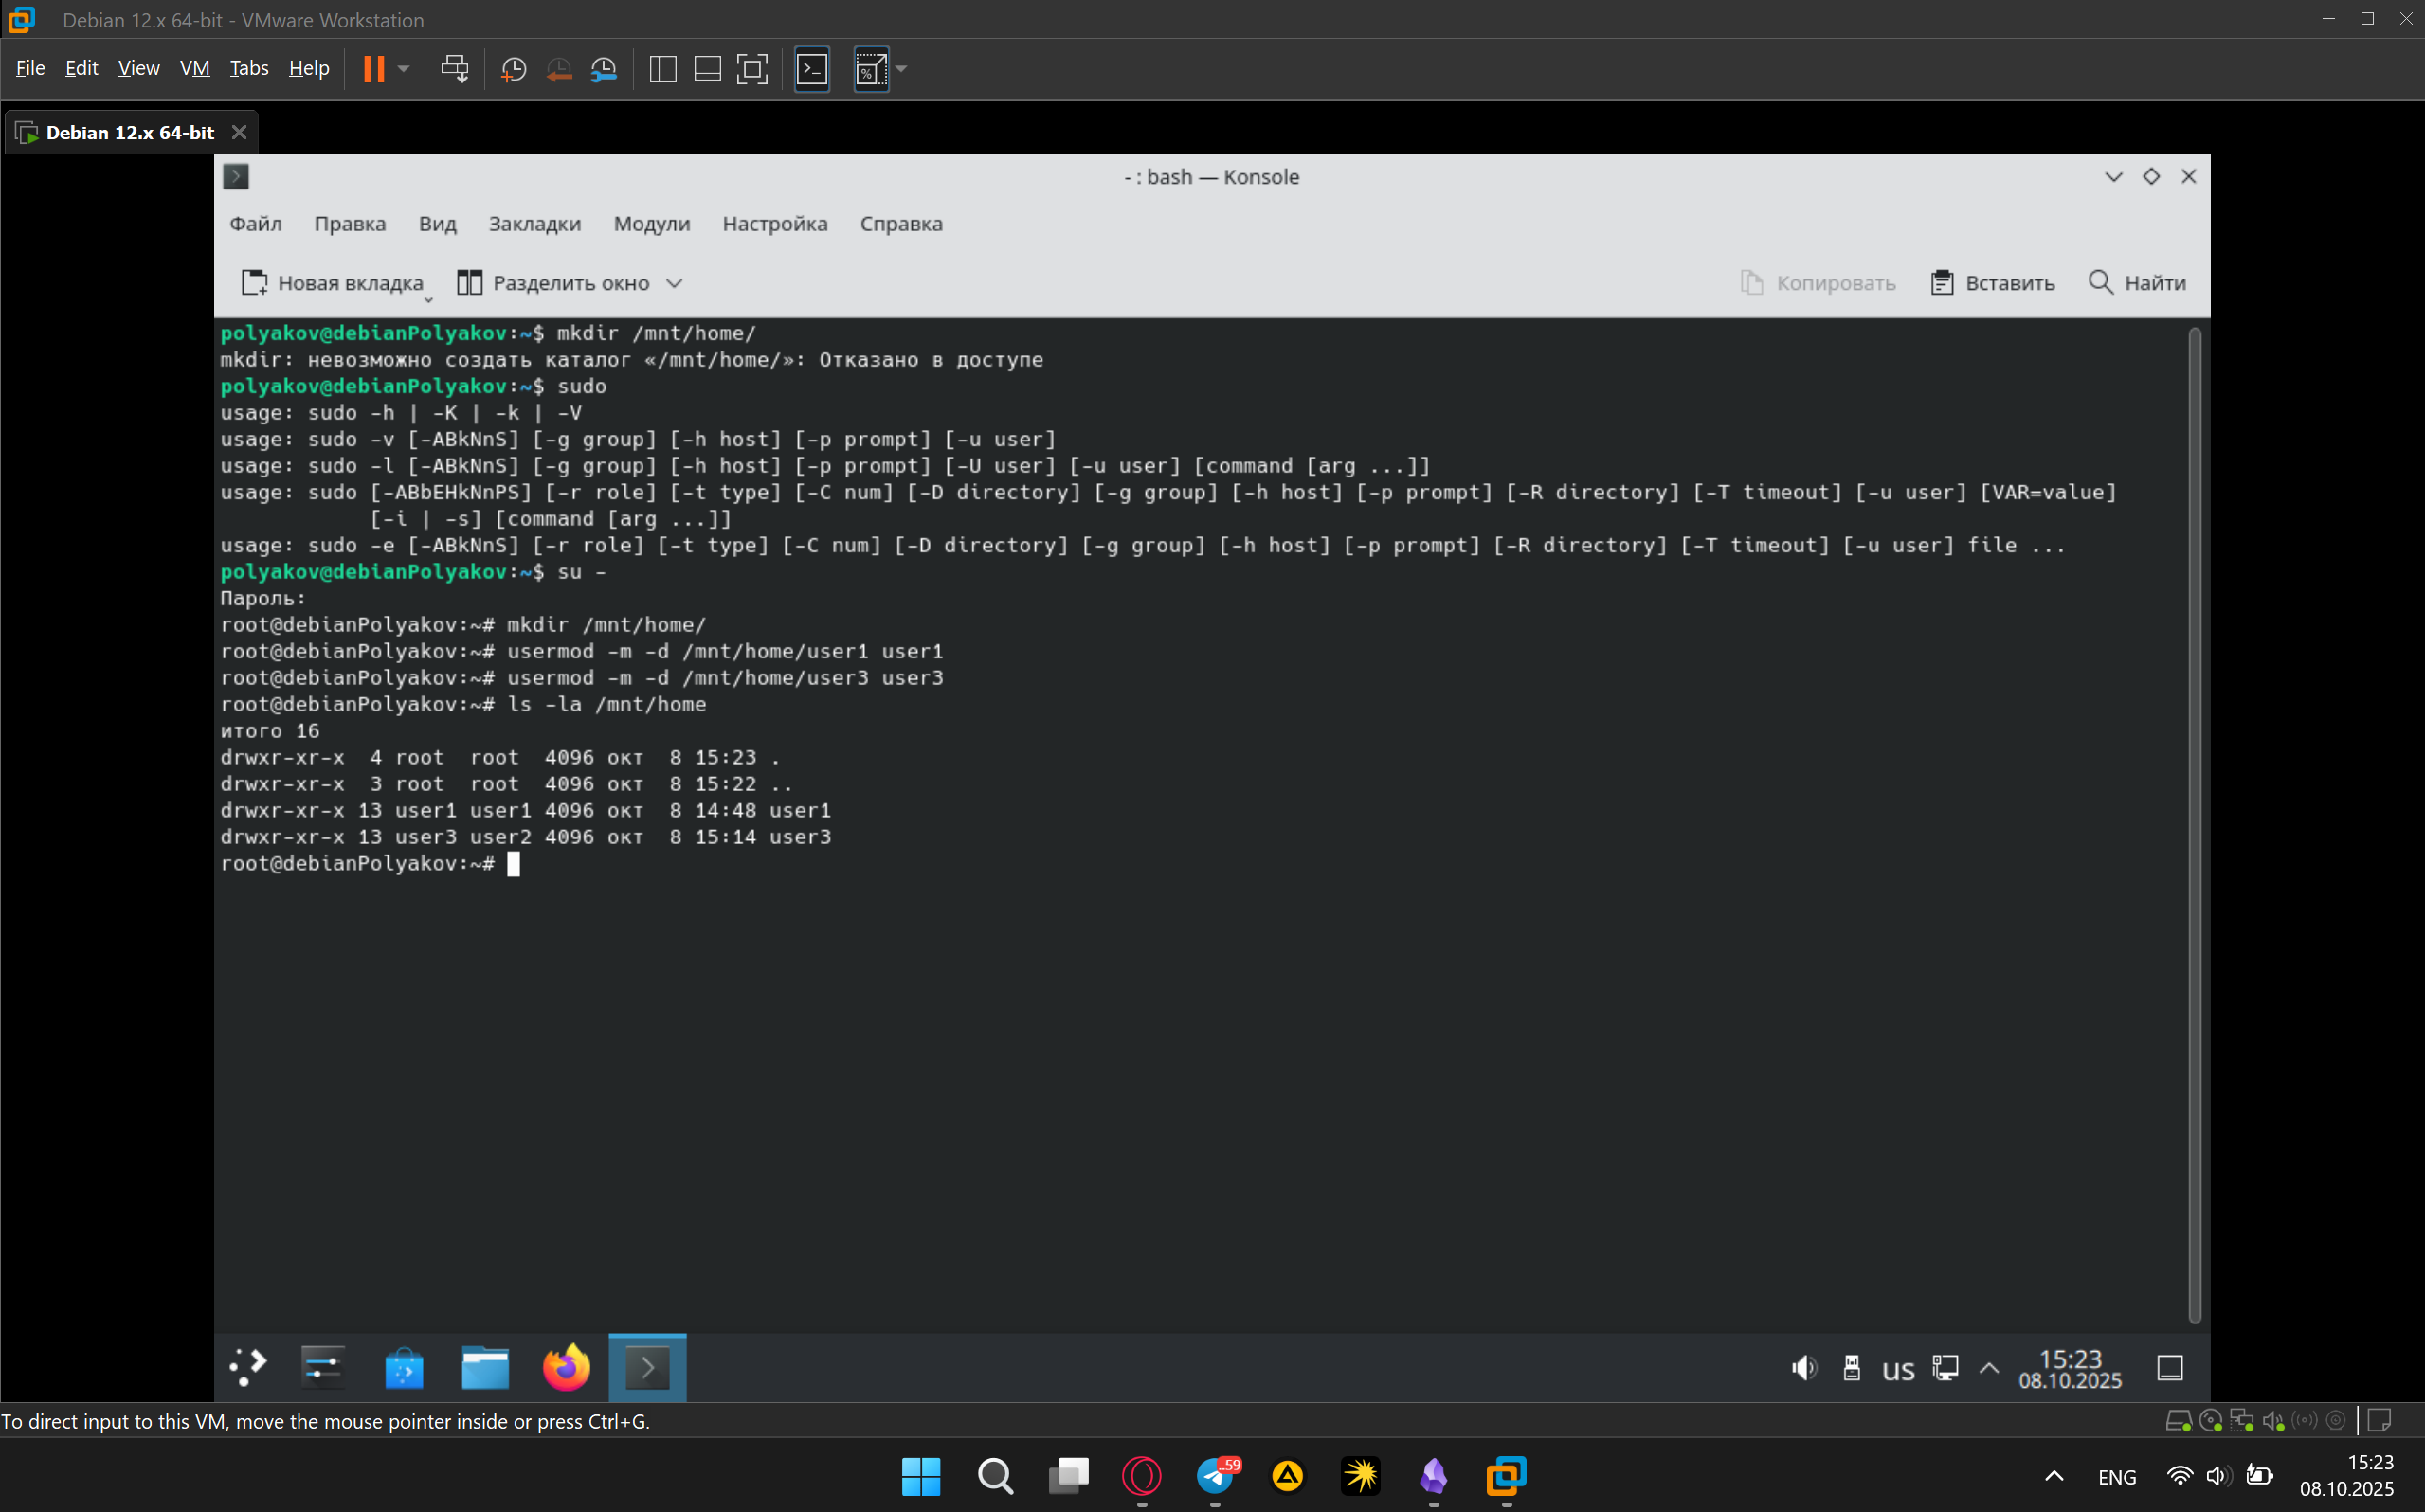 Debian 12.x 64-bit - VMware Workstation
File Edit View VM Tabs Help
Debian 12.x 64-bit
- : bash — Konsole
Файл Правка Вид Закладки Модули Настройка Справка
Новая вкладка Разделить окно Копировать Вставить Найти
polyakov@debianPolyakov:~$ mkdir /mnt/home/
mkdir: невозможно создать каталог «/mnt/home/»: Отказано в доступе
polyakov@debianPolyakov:~$ sudo
usage: sudo -h | -K | -k | -V
usage: sudo -v [-ABkNnS] [-g group] [-h host] [-p prompt] [-u user]
usage: sudo -l [-ABkNnS] [-g group] [-h host] [-p prompt] [-U user] [-u user] [command [arg ...]]
usage: sudo [-ABbEHkNnPS] [-r role] [-t type] [-C num] [-D directory] [-g group] [-h host] [-p prompt] [-R directory] [-T timeout] [-u user] [VAR=value]
[-i | -s] [command [arg ...]]
usage: sudo -e [-ABkNnS] [-r role] [-t type] [-C num] [-D directory] [-g group] [-h host] [-p prompt] [-R directory] [-T timeout] [-u user] file ...
polyakov@debianPolyakov:~$ su -
Пароль:
root@debianPolyakov:~# mkdir /mnt/home/
root@debianPolyakov:~# usermod -m -d /mnt/home/user1 user1
root@debianPolyakov:~# usermod -m -d /mnt/home/user3 user3
root@debianPolyakov:~# ls -la /mnt/home
итого 16
drwxr-xr-x  4 root  root  4096 окт  8 15:23 .
drwxr-xr-x  3 root  root  4096 окт  8 15:22 ..
drwxr-xr-x 13 user1 user1 4096 окт  8 14:48 user1
drwxr-xr-x 13 user3 user2 4096 окт  8 15:14 user3
root@debianPolyakov:~#
us 15:23
08.10.2025
To direct input to this VM, move the mouse pointer inside or press Ctrl+G.
..59
ENG 15:23
08.10.2025